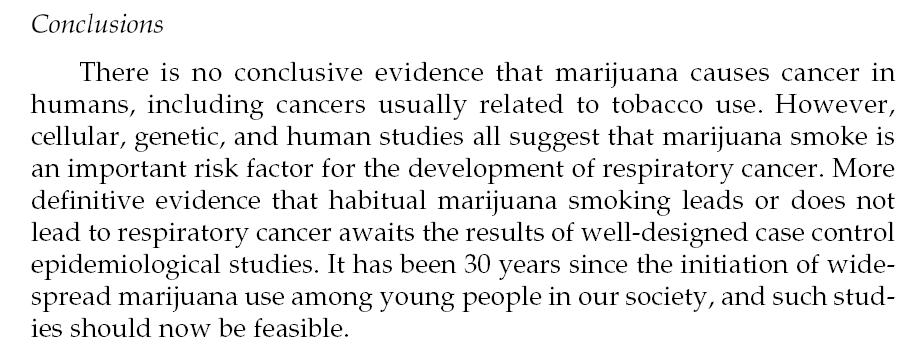 Conclusions
There is no conclusive evidence that marijuana causes cancer in
humans, including cancers usually related to tobacco use. However,
cellular, genetic, and human studies all suggest that marijuana smoke is
an important risk factor for the development of respiratory cancer. More
definitive evidence that habitual marijuana smoking leads or does not
lead to respiratory cancer awaits the results of well-designed case control
epidemiological studies. It has been 30 years since the initiation of wide-
spread marijuana use among young people in our society, and such stud-
ies should now be feasible.